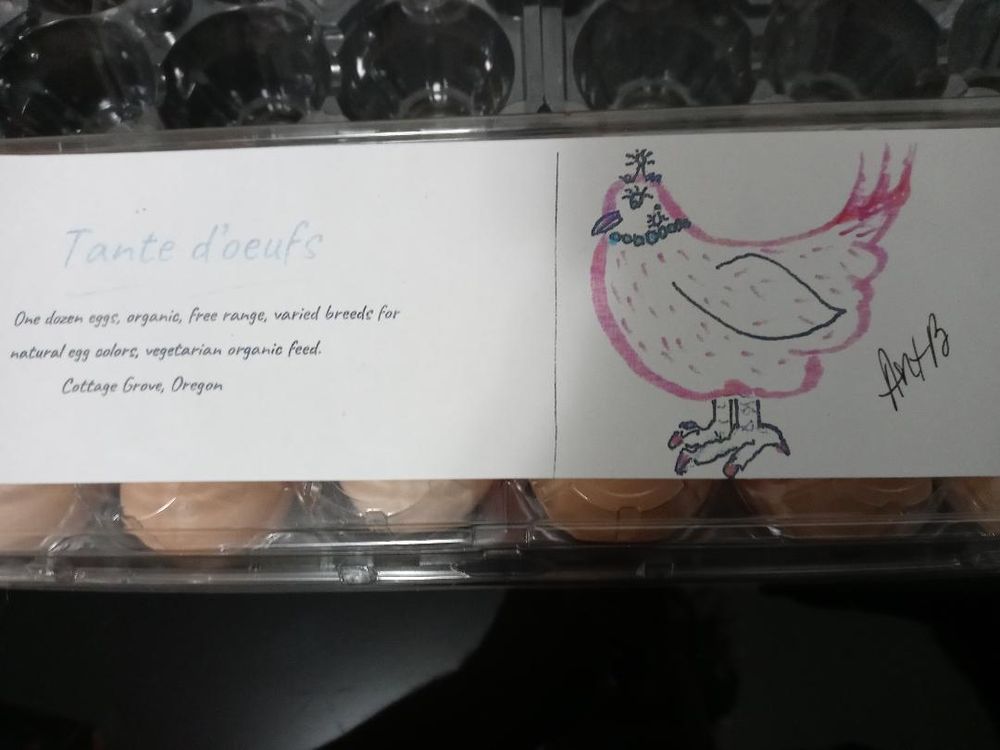 Tante d'oeufs
One dozen eggs, organic, free range, varied breeds for
natural egg colors, vegetarian organic feed.
Cottage Grove, Oregon
Ant B